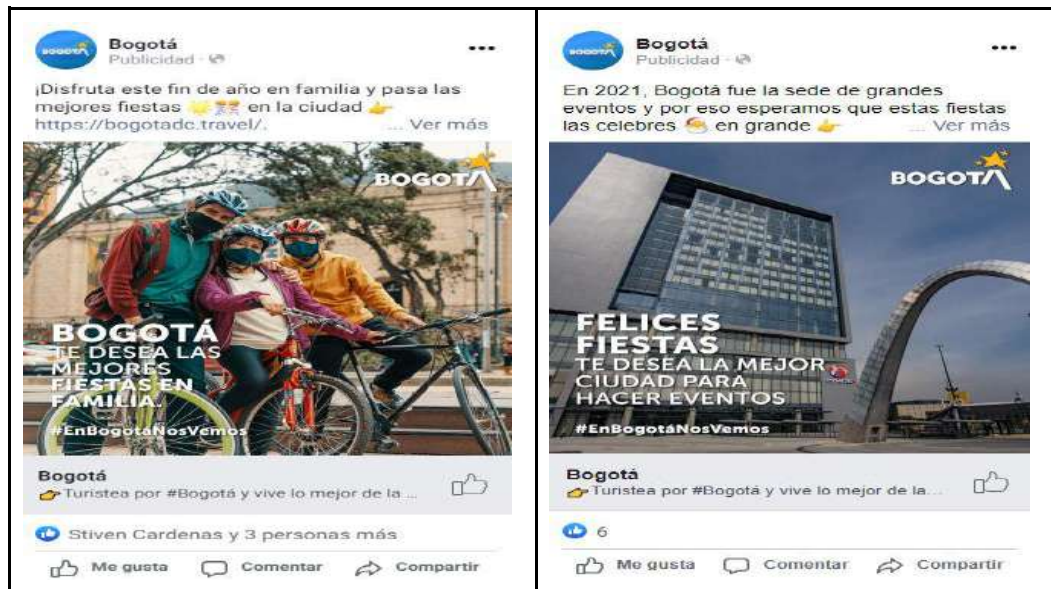 BOGOTÁ
Bogotá
Publicidad
¡Disfruta este fin de año en familia y pasa las
mejores fiestas 🌟👯 en la ciudad 👉
https://bogotadc.travel/. ... Ver más
BOGOTÁ
BOGOTÁ
TE DESEA LAS
MEJORES
FIESTAS EN
FAMILIA.
#EnBogotáNosVemos
Bogotá
👉Turistea por #Bogotá y vive lo mejor de la ...
Stiven Cardenas y 3 personas más
Me gusta Comentar Compartir
BOGOTÁ
Bogotá
Publicidad
En 2021, Bogotá fue la sede de grandes
eventos y por eso esperamos que estas fiestas
las celebres 🎅 en grande 👉 ... Ver más
BOGOTÁ
FELICES
FIESTAS
TE DESEA LA MEJOR
CIUDAD PARA
HACER EVENTOS
#EnBogotáNosVemos
Bogotá
👉Turistea por #Bogotá y vive lo mejor de la...
6
Me gusta Comentar Compartir